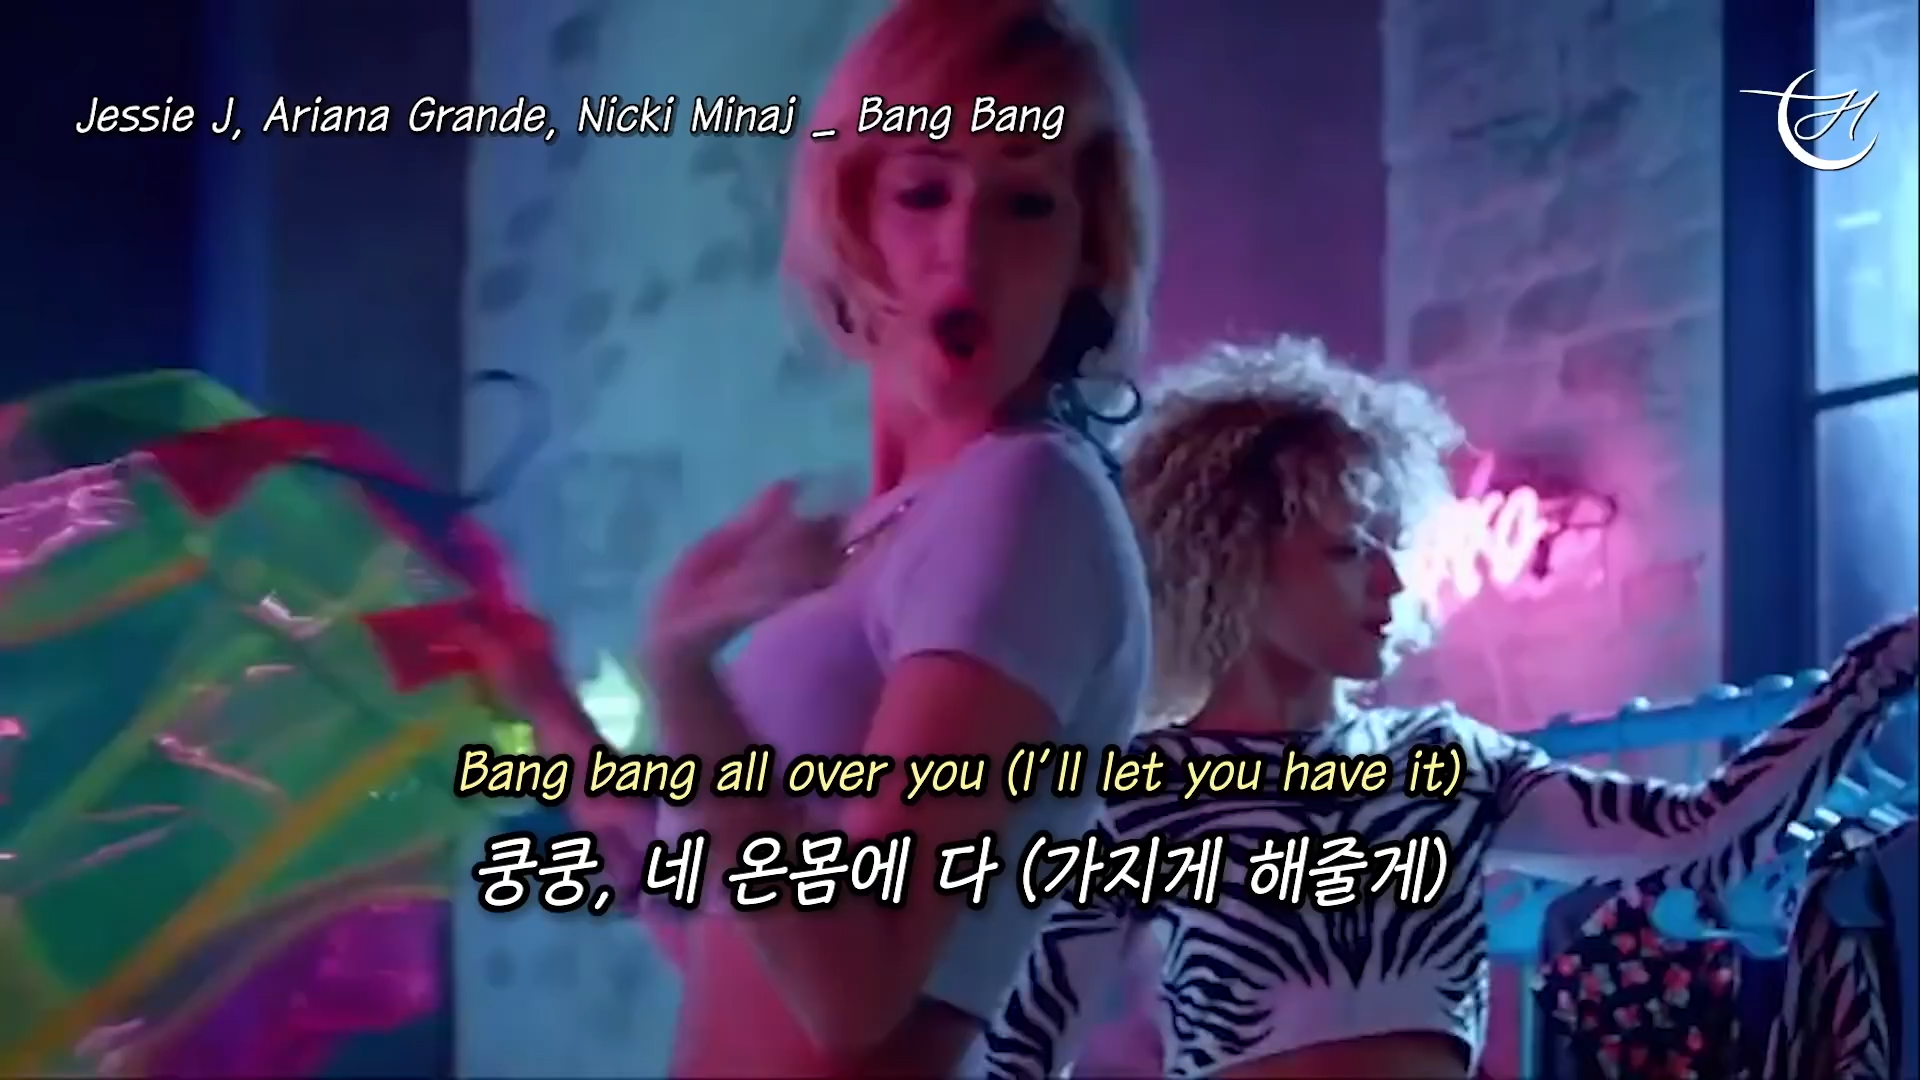 Jessie J, Ariana Grande, Nicki Minaj _ Bang Bang
Bang bang all over you (I'll let you have it)
쿵쿵, 네 온몸에 다 (가지게 해줄게)